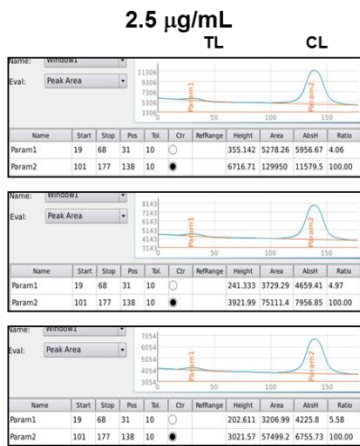 2.5 µg/mL
TL CL
Name: Window1
Eval: Peak Area
11306
9306
7306
5306
3306
Param1
Param2
0 50 100 150
Name Start Stop Pos Tol. Ctr RefRange Height Area AbsH Ratio
Param1 19 68 31 10 355.142 5278.26 5956.67 4.06
Param2 101 177 138 10 6716.71 129950 11579.5 100.00
Name: Window1
Eval: Peak Area
8143
7143
6143
5143
4143
3143
Param1
Param2
0 50 100 150
Name Start Stop Pos Tol. Ctr RefRange Height Area AbsH Ratio
Param1 19 68 31 10 241.333 3729.29 4659.41 4.97
Param2 101 177 138 10 3921.99 75111.4 7956.85 100.00
Name: Window1
Eval: Peak Area
7054
6054
5054
4054
3054
Param1
Param2
0 50 100 150
Name Start Stop Pos Tol. Ctr RefRange Height Area AbsH Ratio
Param1 19 68 31 10 202.611 3206.99 4225.8 5.58
Param2 101 177 138 10 3021.57 57499.2 6755.73 100.00